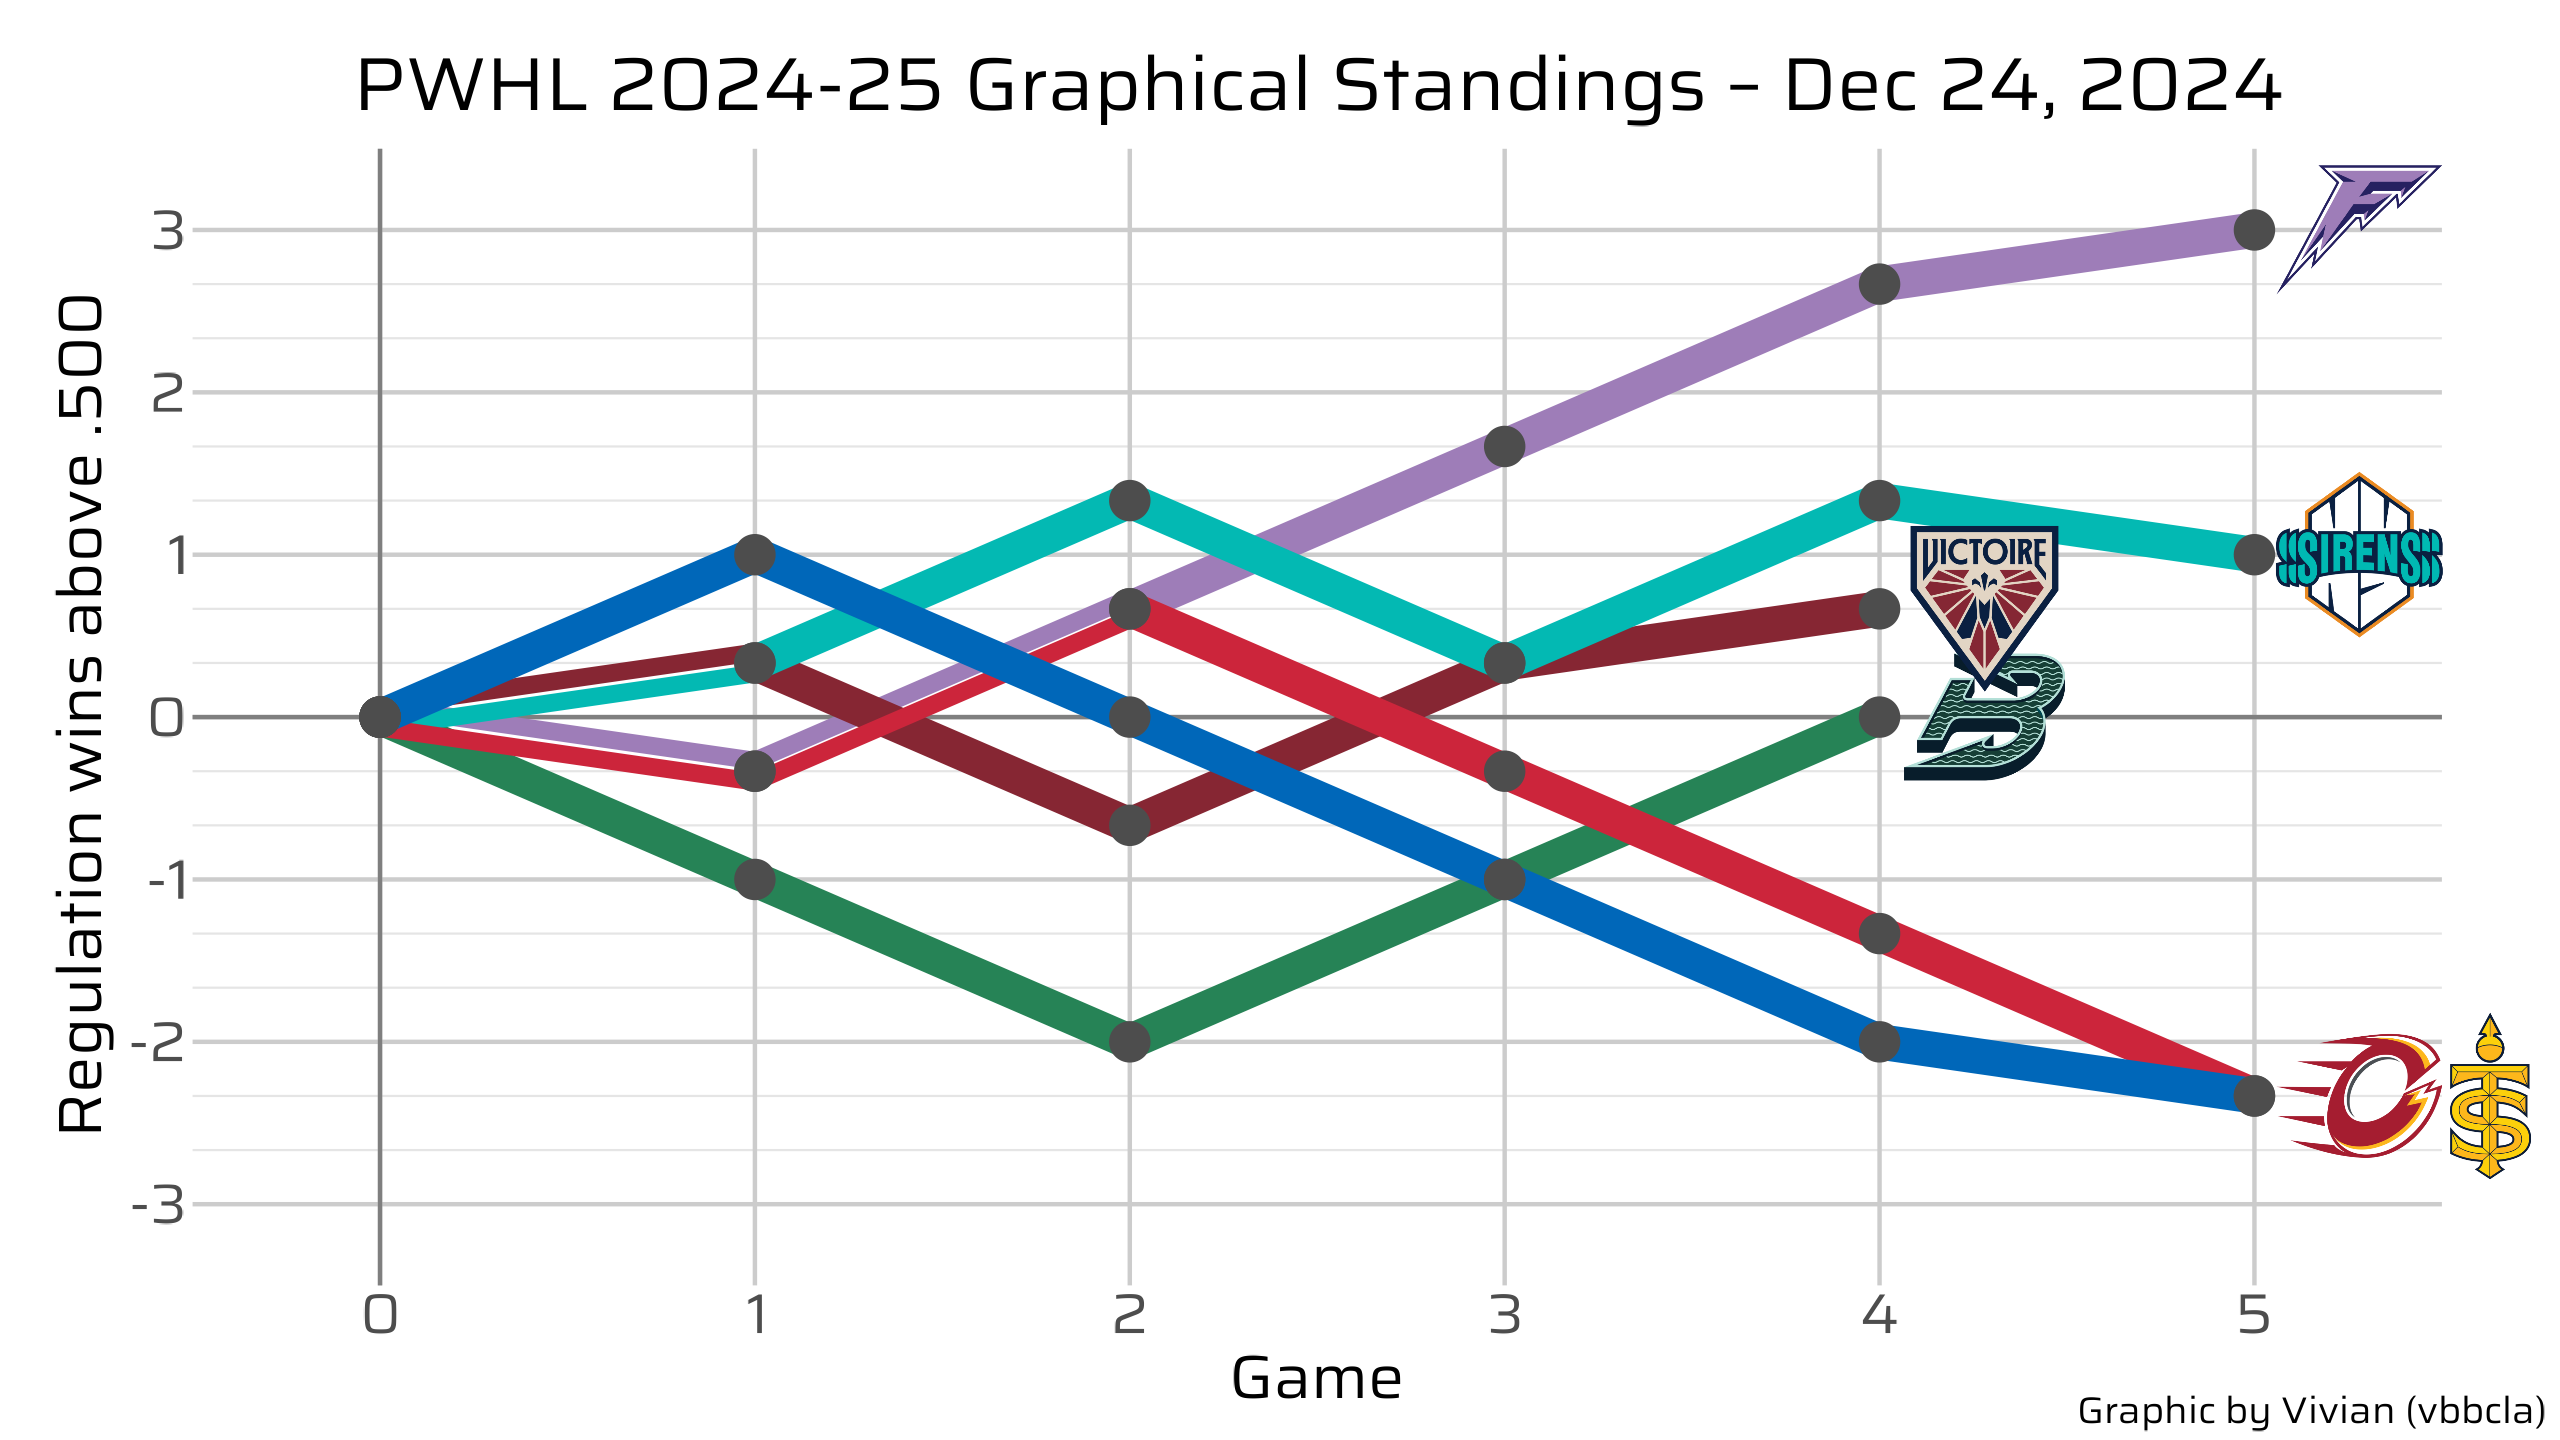 PWHL 2024-25 Graphical Standings - Dec 24, 2024
Regulation wins above .500
3
2
1
0
-1
-2
-3
VICTOIRE
SIRENS
0 1 2 3 4 5
Game
Graphic by Vivian (vbbcla)